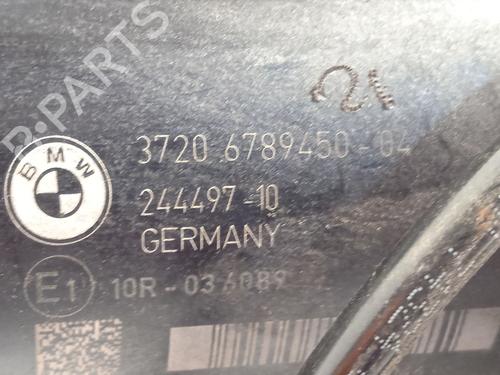 B-PARTS
21
BMW
3720 6789450-04
244497-10
GERMANY
E1
10R-036089